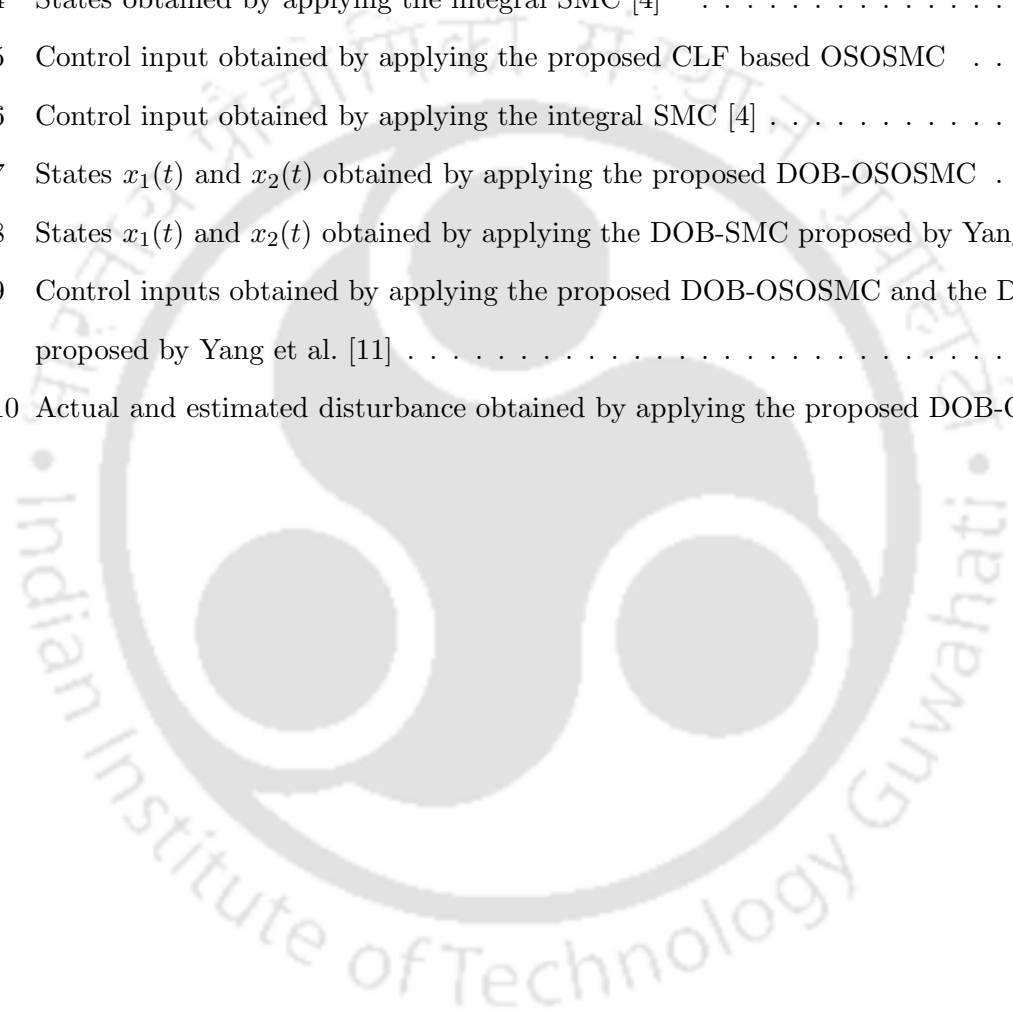 States obtained by applying the integral SMC [4] . . . . . . . . . . . . . .
5 Control input obtained by applying the proposed CLF based OSOSMC . .
6 Control input obtained by applying the integral SMC [4] . . . . . . . . . . .
7 States x₁(t) and x₂(t) obtained by applying the proposed DOB-OSOSMC .
8 States x₁(t) and x₂(t) obtained by applying the DOB-SMC proposed by
9 Control inputs obtained by applying the proposed DOB-OSOSMC and the
proposed by Yang et al. [11] . . . . . . . . . . . . . . . . . . . . . . . . . . .
10 Actual and estimated disturbance obtained by applying the proposed
• Indian Institute of Technology Guwahati •